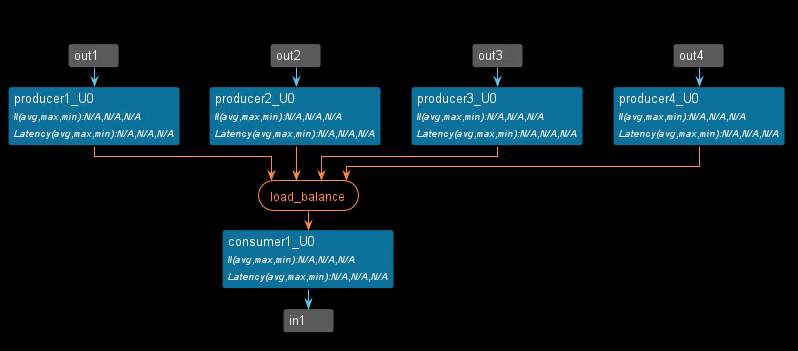 out1
out2
out3
out4
producer1_U0
II(avg,max,min):N/A,N/A,N/A
Latency(avg,max,min):N/A,N/A,N/A
producer2_U0
II(avg,max,min):N/A,N/A,N/A
Latency(avg,max,min):N/A,N/A,N/A
producer3_U0
II(avg,max,min):N/A,N/A,N/A
Latency(avg,max,min):N/A,N/A,N/A
producer4_U0
II(avg,max,min):N/A,N/A,N/A
Latency(avg,max,min):N/A,N/A,N/A
load_balance
consumer1_U0
II(avg,max,min):N/A,N/A,N/A
Latency(avg,max,min):N/A,N/A,N/A
in1